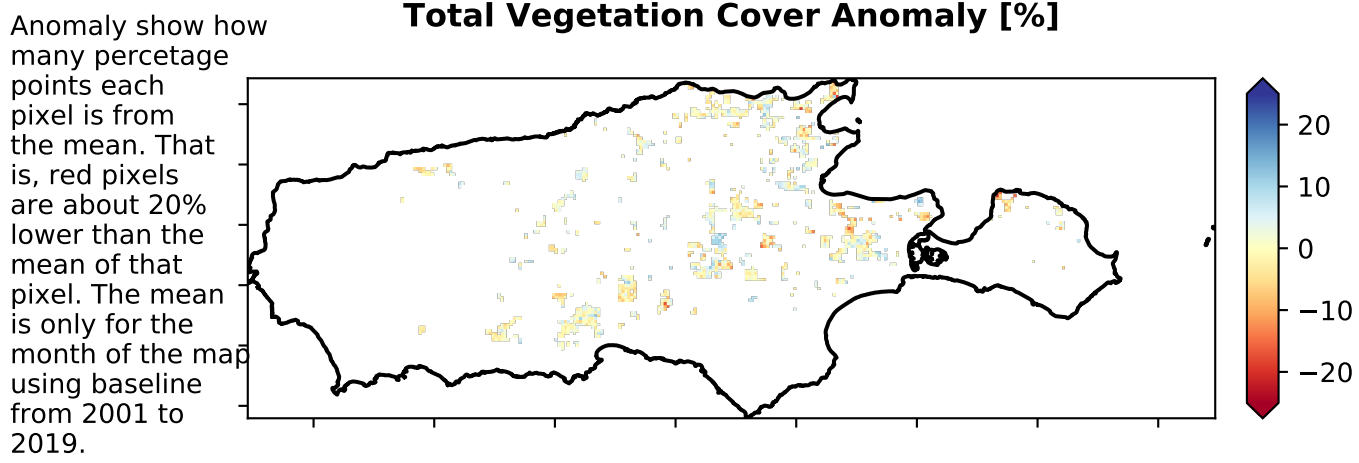 Total Vegetation Cover Anomaly [%]
Anomaly show how
many percetage
points each
pixel is from
the mean. That
is, red pixels
are about 20%
lower than the
mean of that
pixel. The mean
is only for the
month of the map
using baseline
from 2001 to
2019.
20
10
0
−10
−20